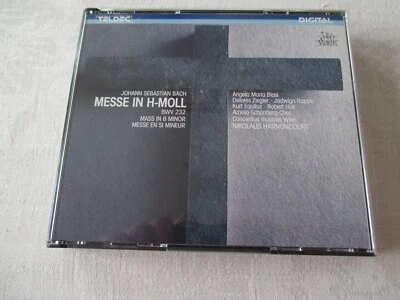 TELDEC
DIGITAL
JOHANN SEBASTIAN BACH
MESSE IN H-MOLL
BWV 232
MASS IN B MINOR
MESSE EN SI MINEUR
Angela Maria Blasi
Delores Ziegler · Jadwiga Rappé
Kurt Equiluz · Robert Holl
Arnold-Schönberg-Chor
Concentus musicus Wien
NIKOLAUS HARNONCOURT